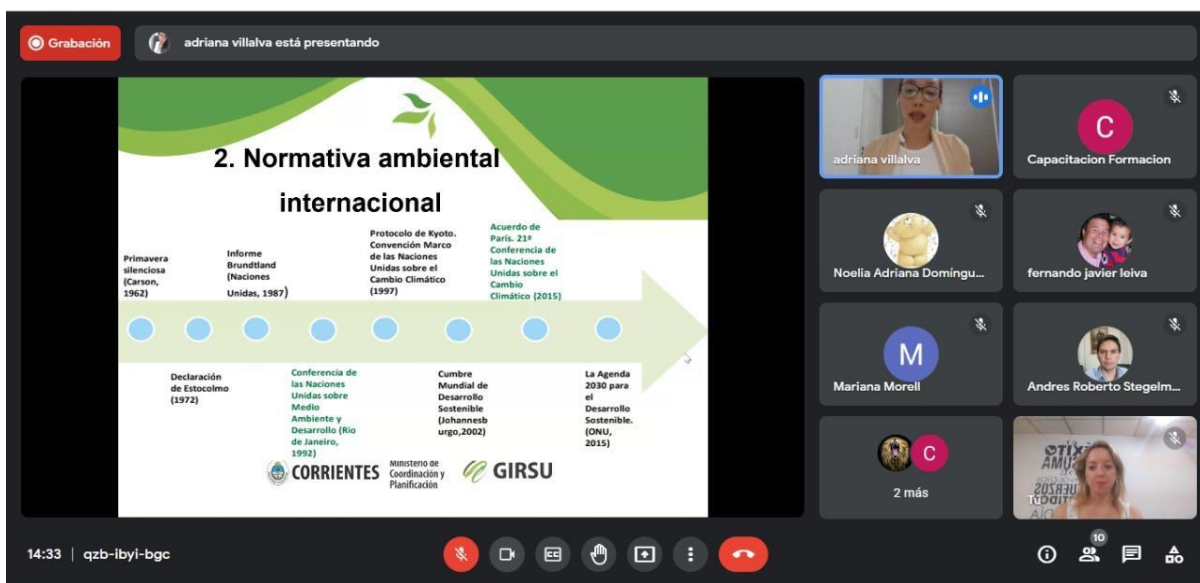 Grabación
adriana villalva está presentando
2. Normativa ambiental
internacional
Primavera
silenciosa
(Carson,
1962)
Informe
Brundtland
(Naciones
Unidas, 1987)
Protocolo de Kyoto.
Convención Marco
de las Naciones
Unidas sobre el
Cambio Climático
(1997)
Acuerdo de
París. 21ª
Conferencia de
las Naciones
Unidas sobre el
Cambio
Climático (2015)
Declaración
de Estocolmo
(1972)
Conferencia de
las Naciones
Unidas sobre
Medio
Ambiente y
Desarrollo (Río
de Janeiro,
1992)
Cumbre
Mundial de
Desarrollo
Sostenible
(Johannesb
urgo,2002)
La Agenda
2030 para
el
Desarrollo
Sostenible.
(ONU,
2015)
CORRIENTES
Ministerio de
Coordinación y
Planificación
GIRSU
adriana villalva
C
Capacitacion Formacion
Noelia Adriana Domíngu...
fernando javier leiva
M
Mariana Morell
Andres Roberto Stegelm...
C
2 más
ÉXITO
SUMA
Tú
14:33 | qzb-ibyi-bgc
CC
10